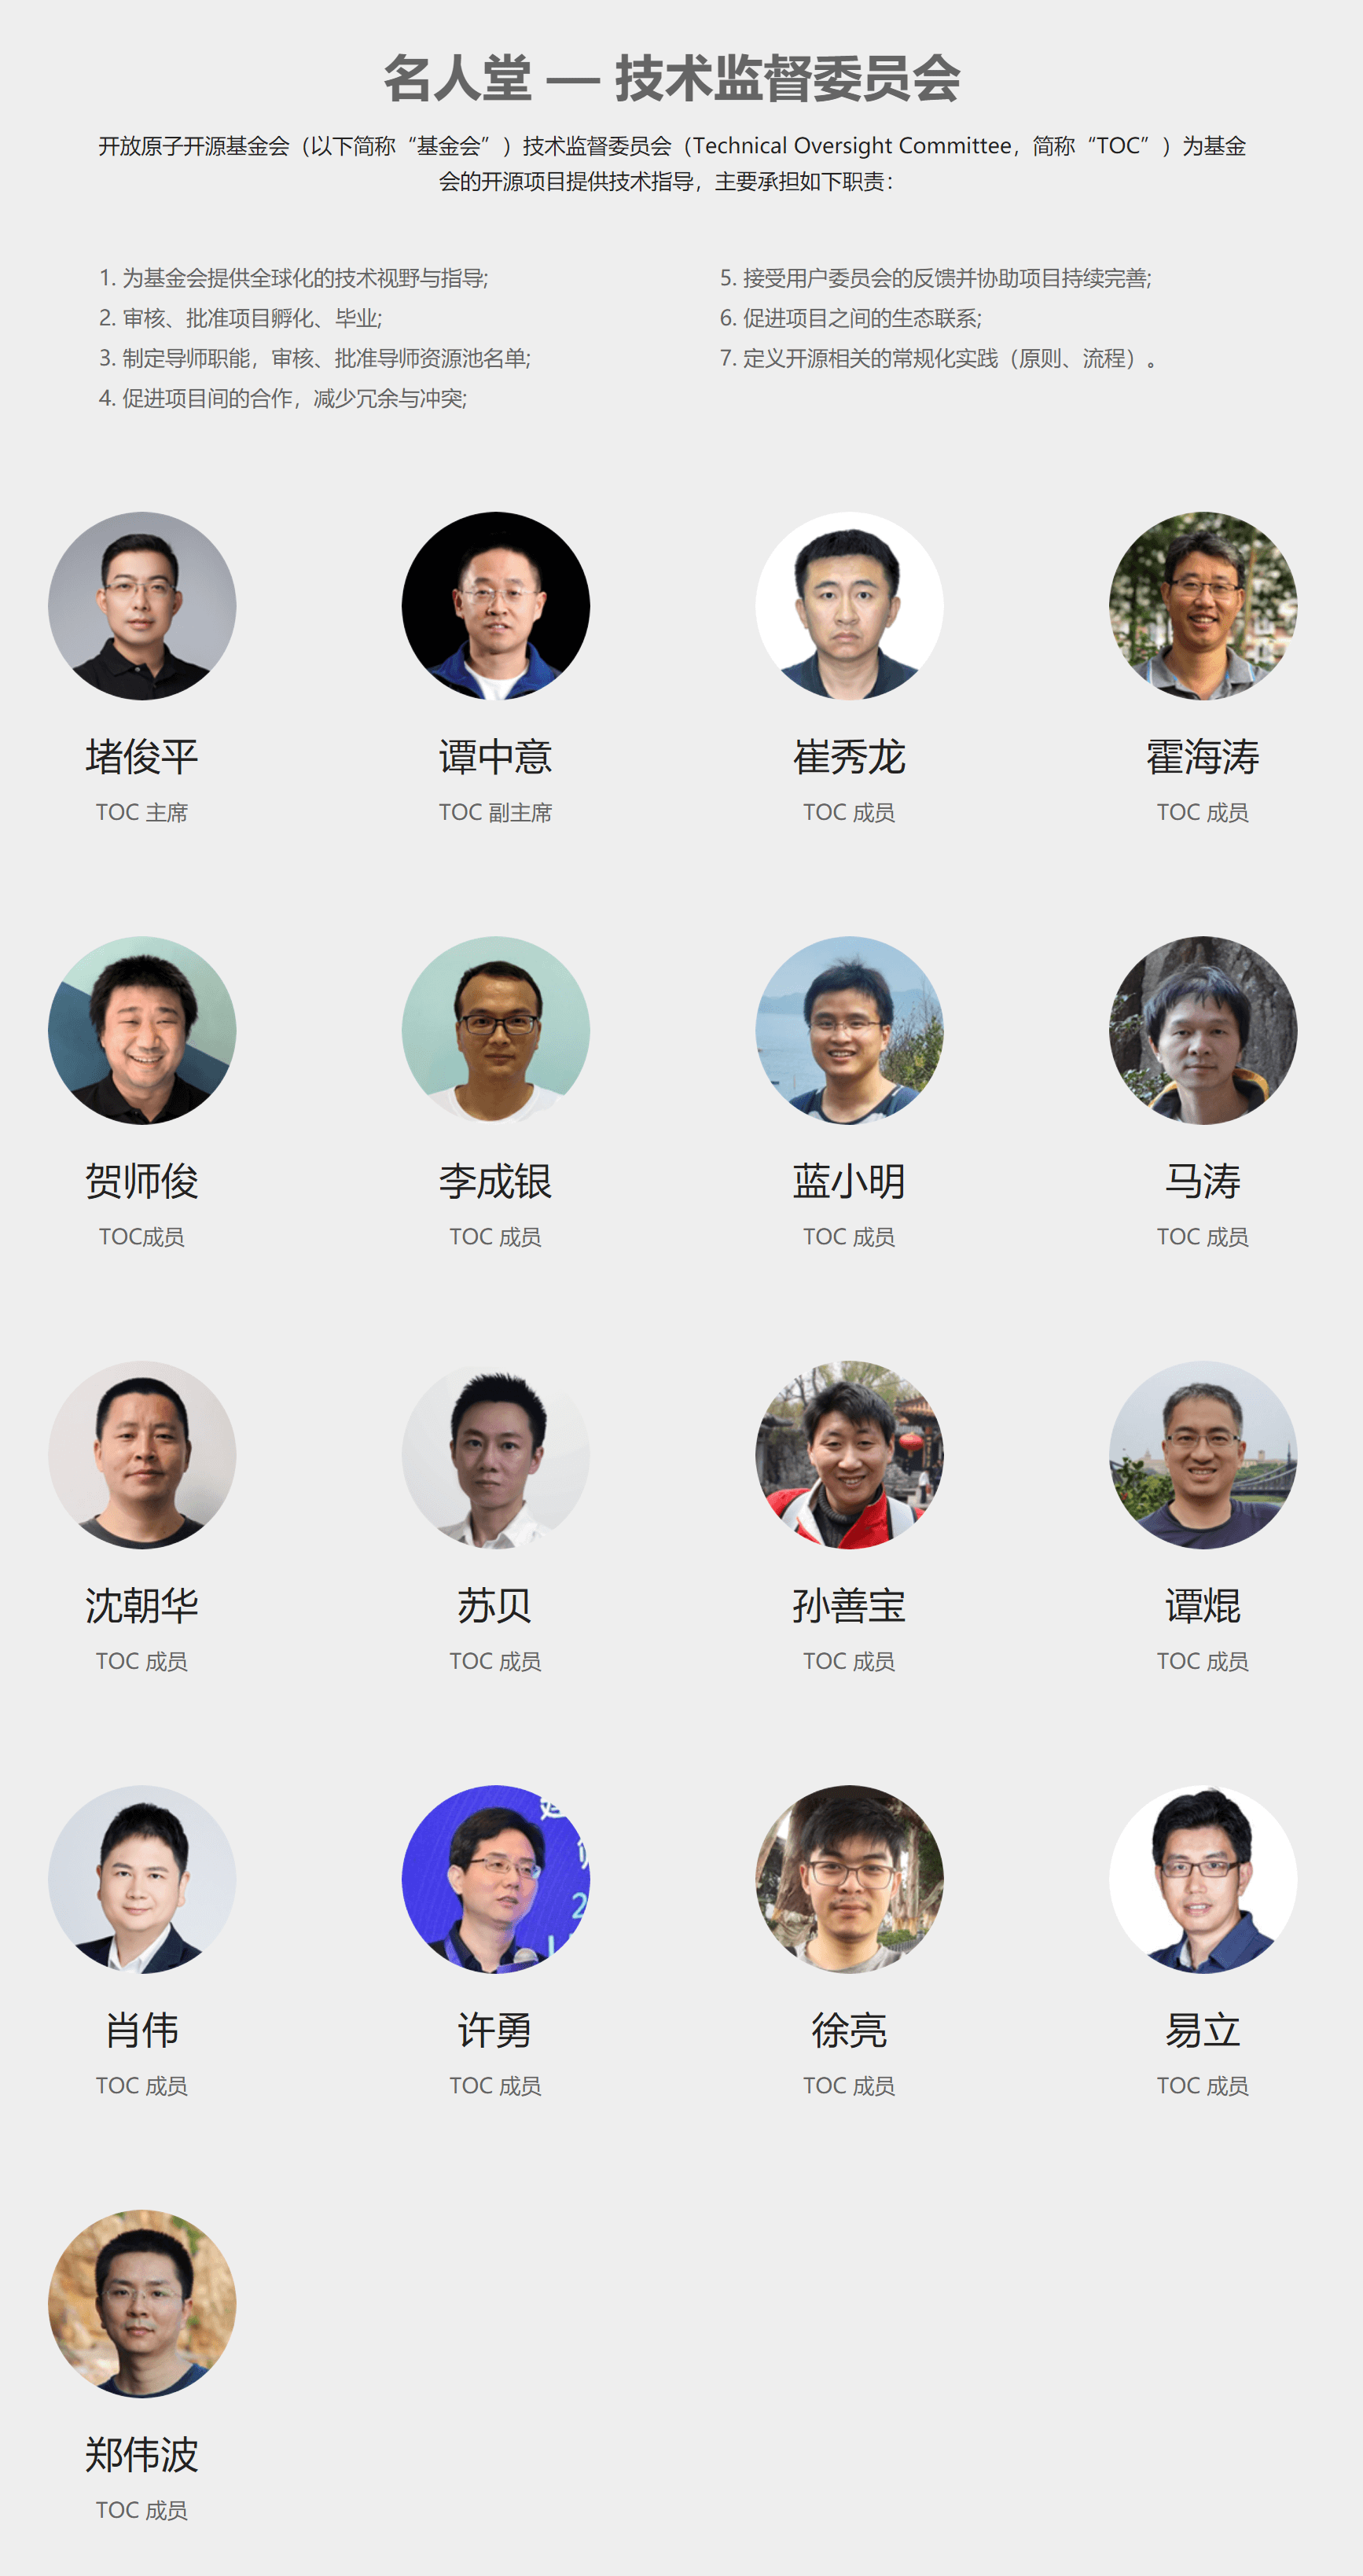 名人堂 — 技术监督委员会
开放原子开源基金会（以下简称“基金会”）技术监督委员会（Technical Oversight Committee，简称“TOC”）为基金
会的开源项目提供技术指导，主要承担如下职责：
1. 为基金会提供全球化的技术视野与指导;
2. 审核、批准项目孵化、毕业;
3. 制定导师职能，审核、批准导师资源池名单;
4. 促进项目间的合作，减少冗余与冲突;
5. 接受用户委员会的反馈并协助项目持续完善;
6. 促进项目之间的生态联系;
7. 定义开源相关的常规化实践（原则、流程）。
堵俊平
TOC 主席
谭中意
TOC 副主席
崔秀龙
TOC 成员
霍海涛
TOC 成员
贺师俊
TOC成员
李成银
TOC 成员
蓝小明
TOC 成员
马涛
TOC 成员
沈朝华
TOC 成员
苏贝
TOC 成员
孙善宝
TOC 成员
谭焜
TOC 成员
肖伟
TOC 成员
许勇
TOC 成员
徐亮
TOC 成员
易立
TOC 成员
郑伟波
TOC 成员